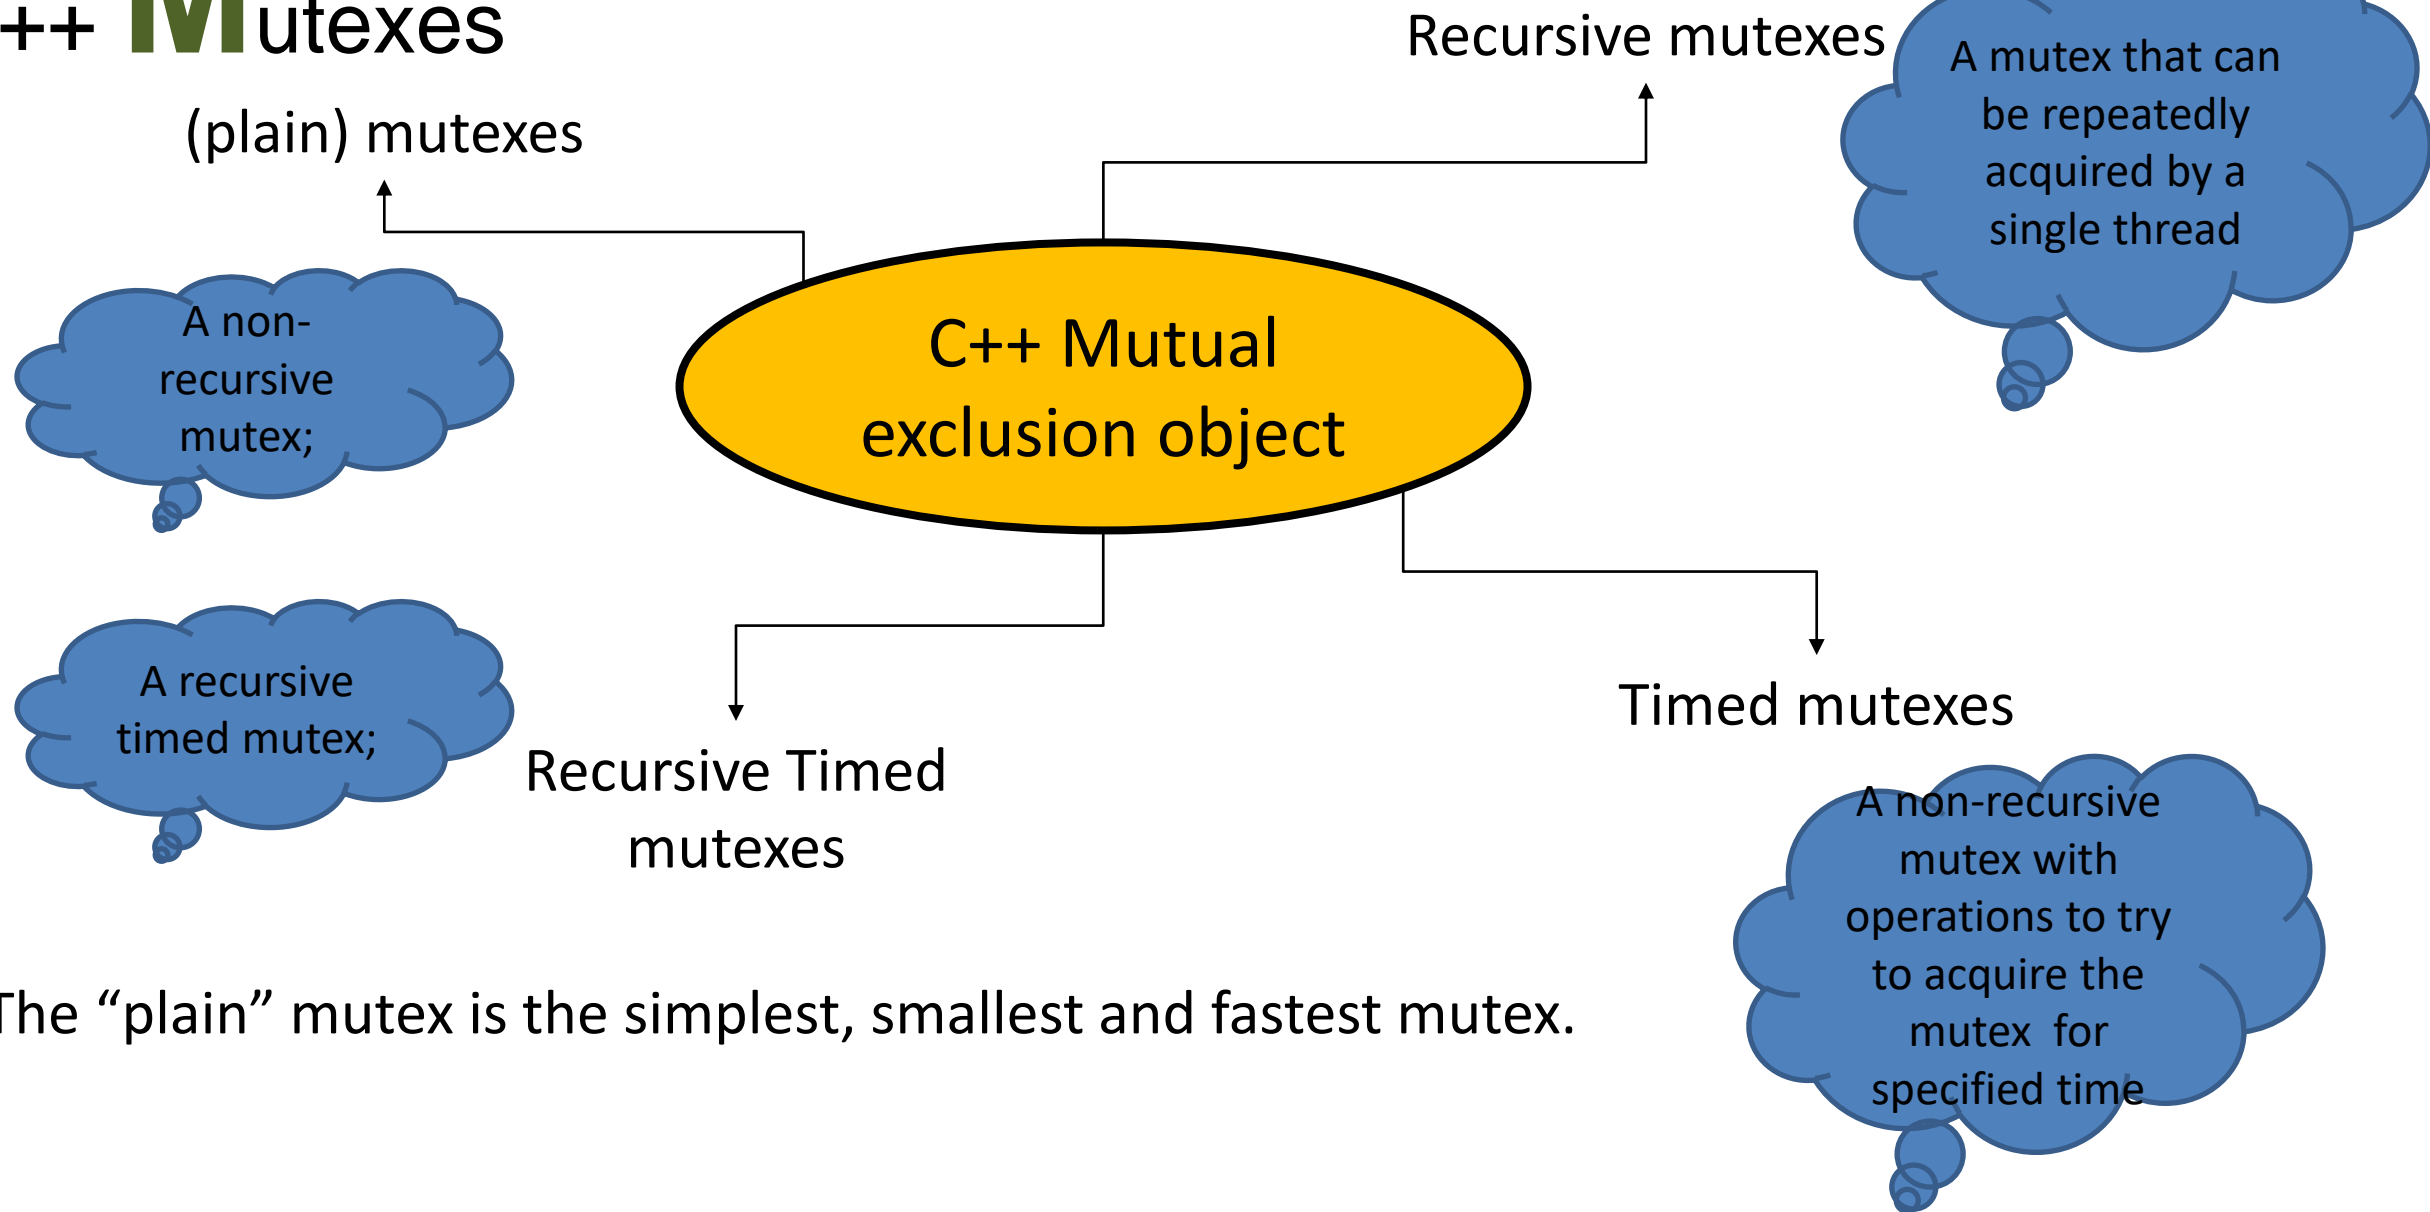 ++ Mutexes
(plain) mutexes
Recursive mutexes
A mutex that can
be repeatedly
acquired by a
single thread
A non-
recursive
mutex;
C++ Mutual
exclusion object
A recursive
timed mutex;
Recursive Timed
mutexes
Timed mutexes
A non-recursive
mutex with
operations to try
to acquire the
mutex  for
specified time
The “plain” mutex is the simplest, smallest and fastest mutex.